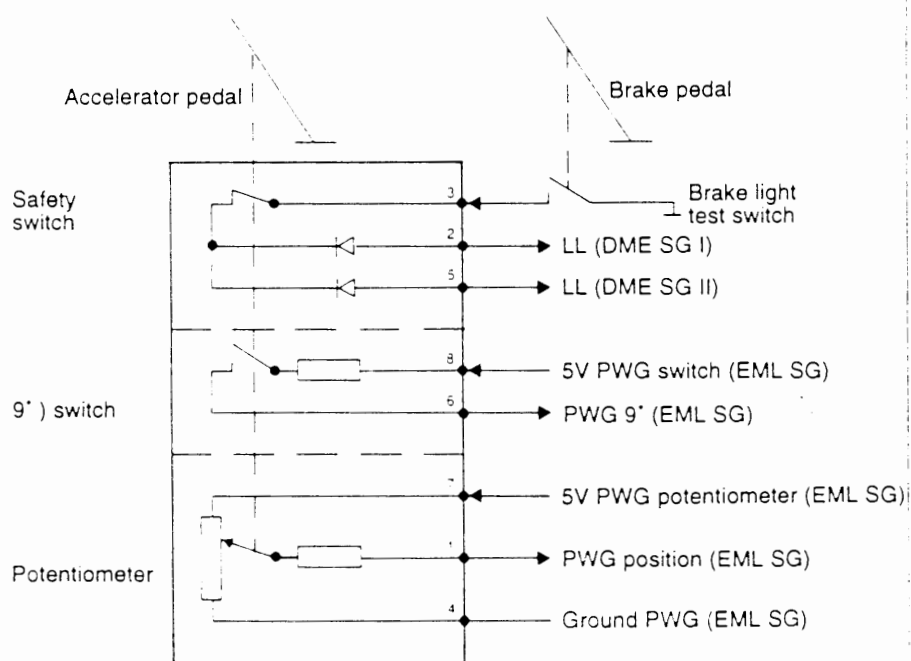 Accelerator pedal
Brake pedal
Safety
switch
3
Brake light
test switch
2
LL (DME SG I)
5
LL (DME SG II)
8
5V PWG switch (EML SG)
9° ) switch
6
PWG 9° (EML SG)
7
5V PWG potentiometer (EML SG)
1
PWG position (EML SG)
Potentiometer
4
Ground PWG (EML SG)